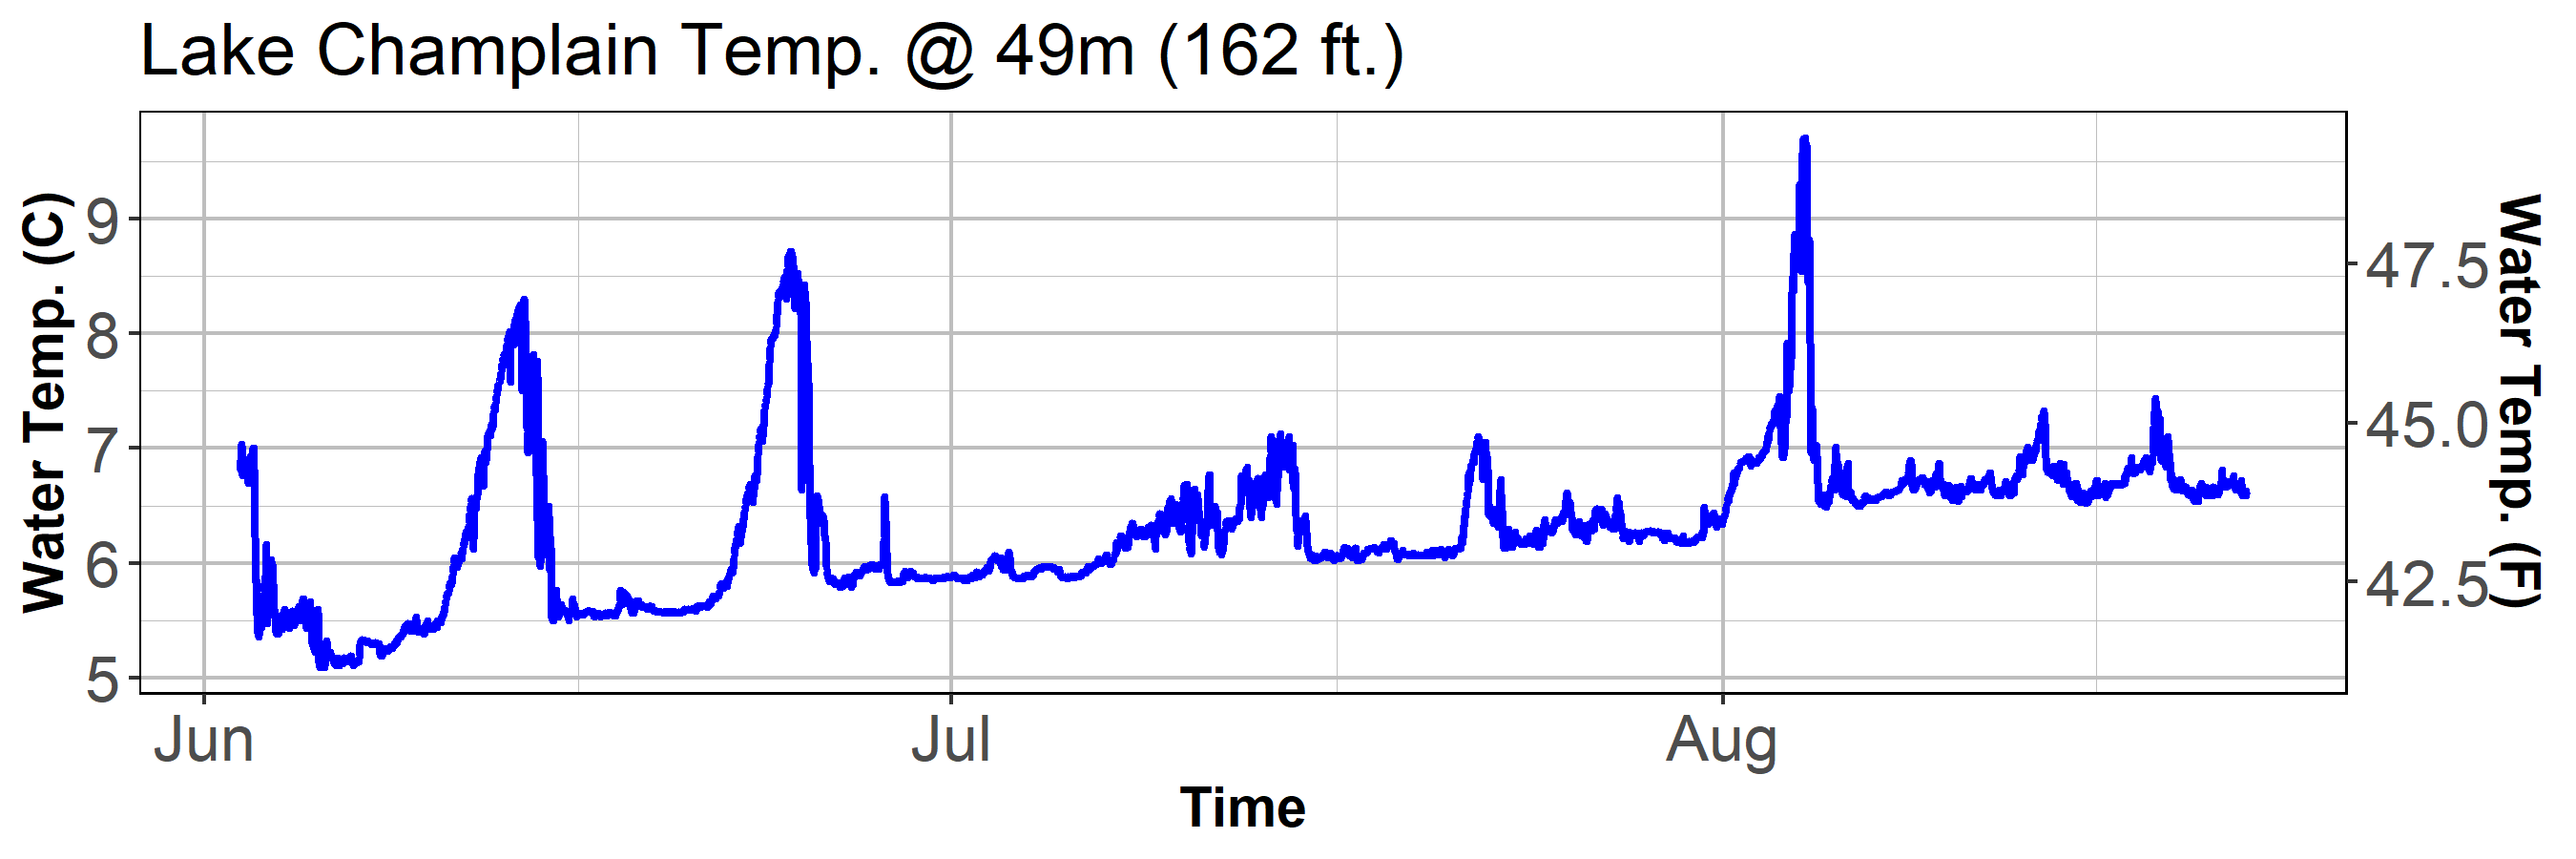 Lake Champlain Temp. @ 49m (162 ft.)
Water Temp. (C)
9
8
7
6
5
47.5
45.0
42.5
Water Temp. (F)
Jun
Jul
Aug
Time